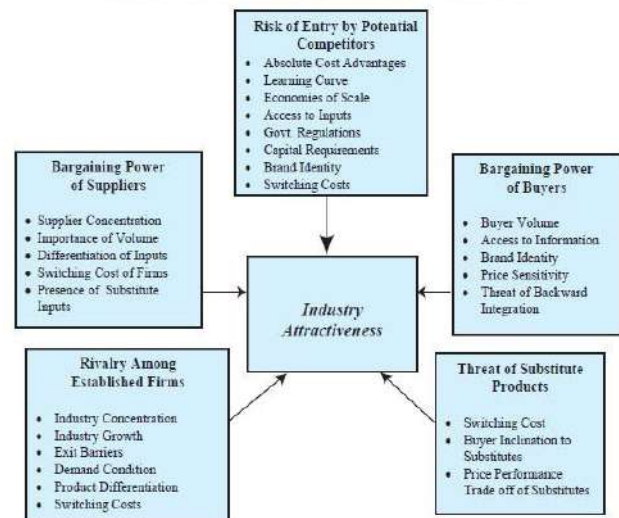 Risk of Entry by Potential
Competitors
• Absolute Cost Advantages
• Learning Curve
• Economies of Scale
• Access to Inputs
• Govt. Regulations
• Capital Requirements
• Brand Identity
• Switching Costs
Bargaining Power
of Suppliers
• Supplier Concentration
• Importance of Volume
• Differentiation of Inputs
• Switching Cost of Firms
• Presence of Substitute
Inputs
Bargaining Power
of Buyers
• Buyer Volume
• Access to Information
• Brand Identity
• Price Sensitivity
• Threat of Backward
Integration
Industry
Attractiveness
Rivalry Among
Established Firms
• Industry Concentration
• Industry Growth
• Exit Barriers
• Demand Condition
• Product Differentiation
• Switching Costs
Threat of Substitute
Products
• Switching Cost
• Buyer Inclination to
Substitutes
• Price Performance
Trade off of Substitutes